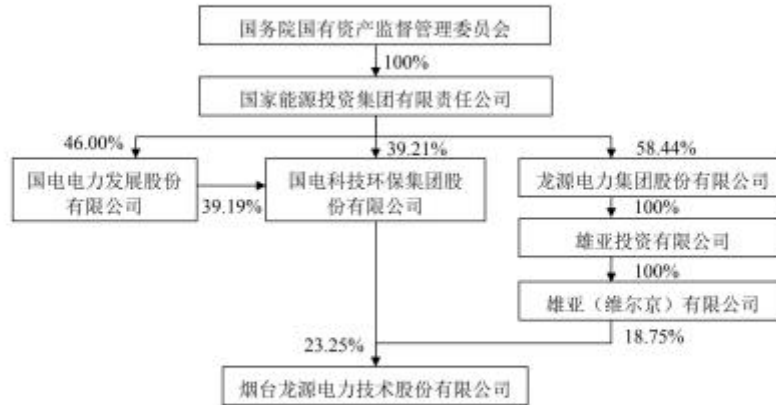 国务院国有资产监督管理委员会
100%
国家能源投资集团有限责任公司
46.00%
39.21%
58.44%
国电电力发展股份
有限公司
39.19%
国电科技环保集团股
份有限公司
龙源电力集团股份有限公司
100%
雄亚投资有限公司
100%
雄亚（维尔京）有限公司
23.25%
18.75%
烟台龙源电力技术股份有限公司